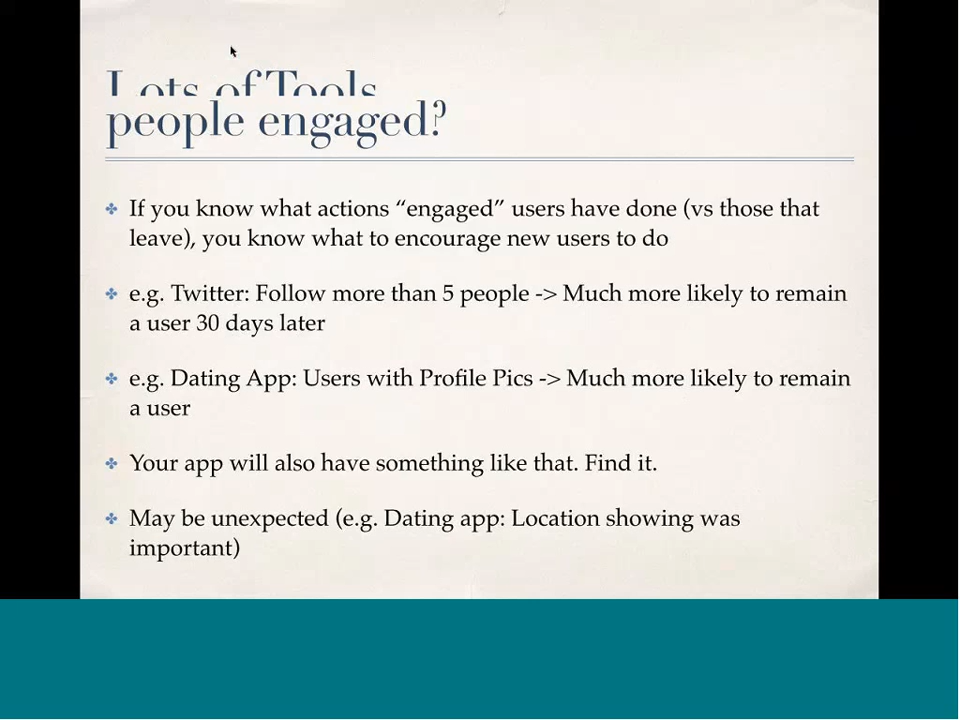 Lots of Tools
people engaged?
If you know what actions “engaged” users have done (vs those that
leave), you know what to encourage new users to do
e.g. Twitter: Follow more than 5 people -> Much more likely to remain
a user 30 days later
e.g. Dating App: Users with Profile Pics -> Much more likely to remain
a user
Your app will also have something like that. Find it.
May be unexpected (e.g. Dating app: Location showing was
important)